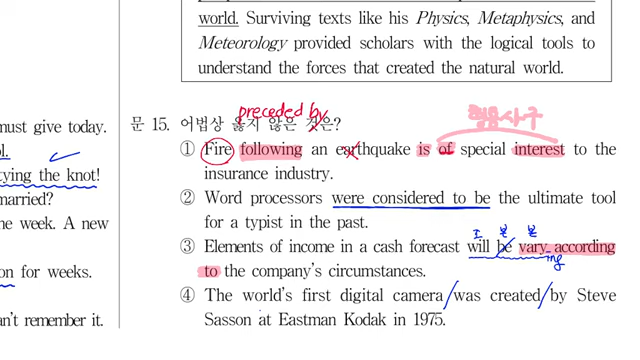 world. Surviving texts like his Physics, Metaphysics, and
Meteorology provided scholars with the logical tools to
understand the forces that created the natural world.
must give today.
ol.
tying the knot!
married?
ne week. A new
on for weeks.
an't remember it.
preceded by
문 15. 어법상 옳지 않은 것은?
형용사구
① Fire following an earthquake is of special interest to the
insurance industry.
② Word processors were considered to be the ultimate tool
for a typist in the past.
③ Elements of income in a cash forecast will be vary according
ing
to the company's circumstances.
④ The world's first digital camera was created by Steve
Sasson at Eastman Kodak in 1975.